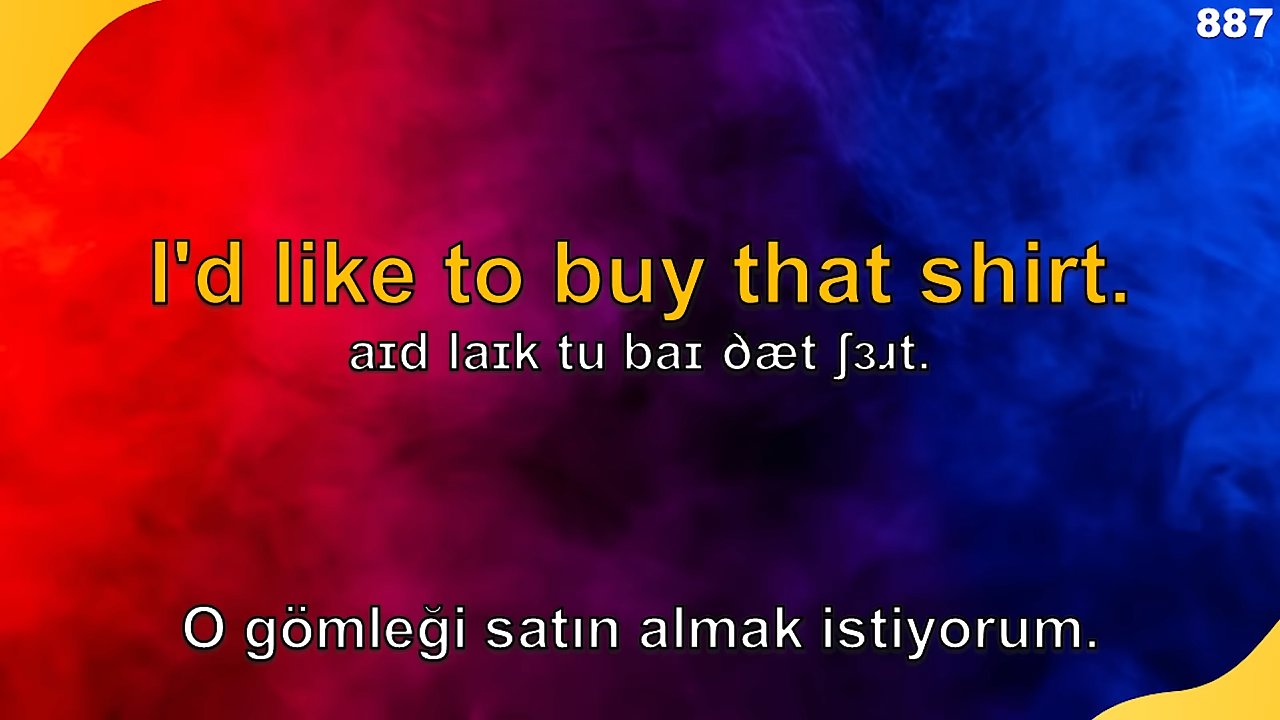 887
I'd like to buy that shirt.
aɪd laɪk tu baɪ ðæt ʃɜɹt.
O gömleği satın almak istiyorum.